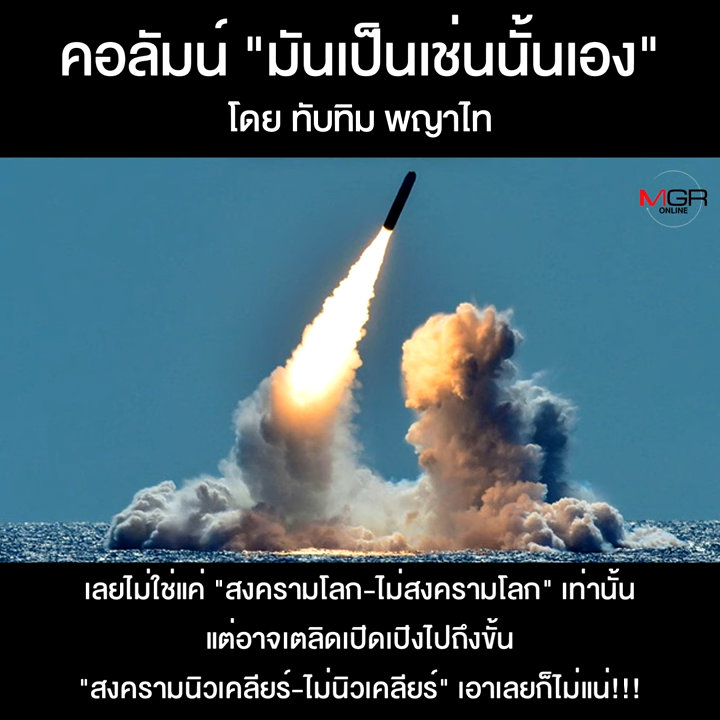 คอลัมน์ "มันเป็นเช่นนั้นเอง"
โดย ทับทิม พญาไท
MGR
ONLINE
เลยไม่ใช่แค่ "สงครามโลก-ไม่สงครามโลก" เท่านั้น
แต่อาจเตลิดเปิดเปิงไปถึงขั้น
"สงครามนิวเคลียร์-ไม่นิวเคลียร์" เอาเลยก็ไม่แน่!!!